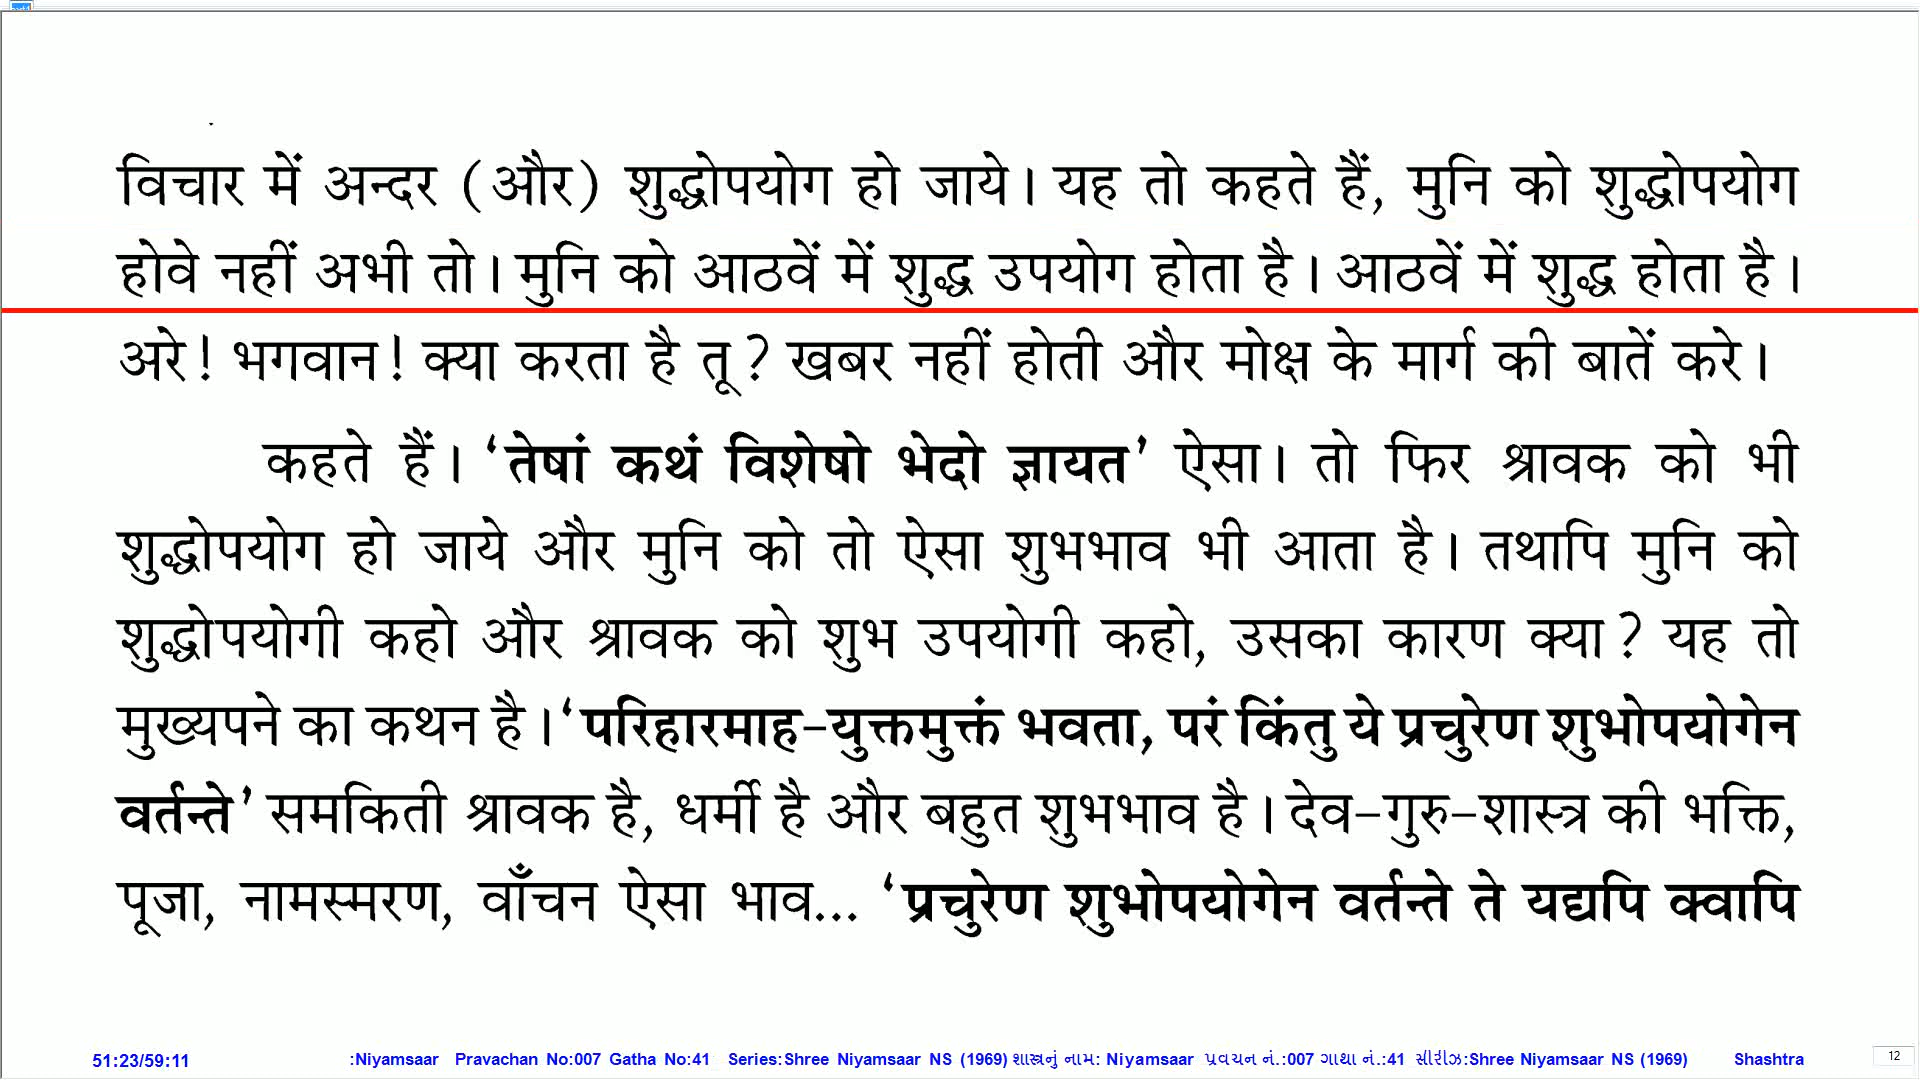 विचार में अन्दर (और) शुद्धोपयोग हो जाये। यह तो कहते हैं, मुनि को शुद्धोपयोग
होवे नहीं अभी तो। मुनि को आठवें में शुद्ध उपयोग होता है। आठवें में शुद्ध होता है।
अरे! भगवान! क्या करता है तू? खबर नहीं होती और मोक्ष के मार्ग की बातें करे।
कहते हैं। ‘तेषां कथं विशेषो भेदो ज्ञायत’ ऐसा। तो फिर श्रावक को भी
शुद्धोपयोग हो जाये और मुनि को तो ऐसा शुभभाव भी आता है। तथापि मुनि को
शुद्धोपयोगी कहो और श्रावक को शुभ उपयोगी कहो, उसका कारण क्या? यह तो
मुख्यपने का कथन है। ‘परिहारमाह-युक्तमुक्तं भवता, परं किंतु ये प्रचुरेण शुभोपयोगेन
वर्तन्ते’ समकिती श्रावक है, धर्मी है और बहुत शुभभाव है। देव-गुरु-शास्त्र की भक्ति,
पूजा, नामस्मरण, वाँचन ऐसा भाव... ‘प्रचुरेण शुभोपयोगेन वर्तन्ते ते यद्यपि क्वापि
51:23/59:11 :Niyamsaar Pravachan No:007 Gatha No:41 Series:Shree Niyamsaar NS (1969) શાસ્ત્રનું નામ: Niyamsaar પ્રવચન નં.:007 ગાથા નં.:41 સીરીઝ:Shree Niyamsaar NS (1969) Shashtra 12